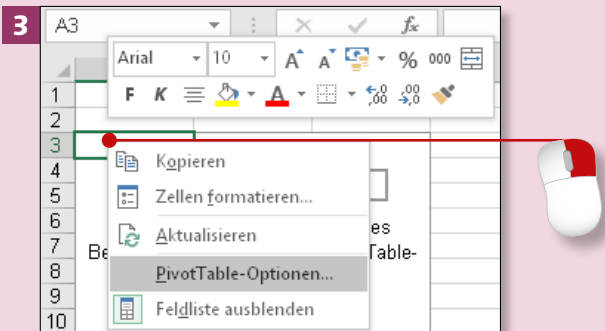 3
A3 fx
Arial 10 A A % 000
F K A ,00 ,00
1
2
3
4 Kopieren
5 Zellen formatieren...
6 es
7 Be Aktualisieren Table-
8 PivotTable-Optionen...
9
10 Feldliste ausblenden